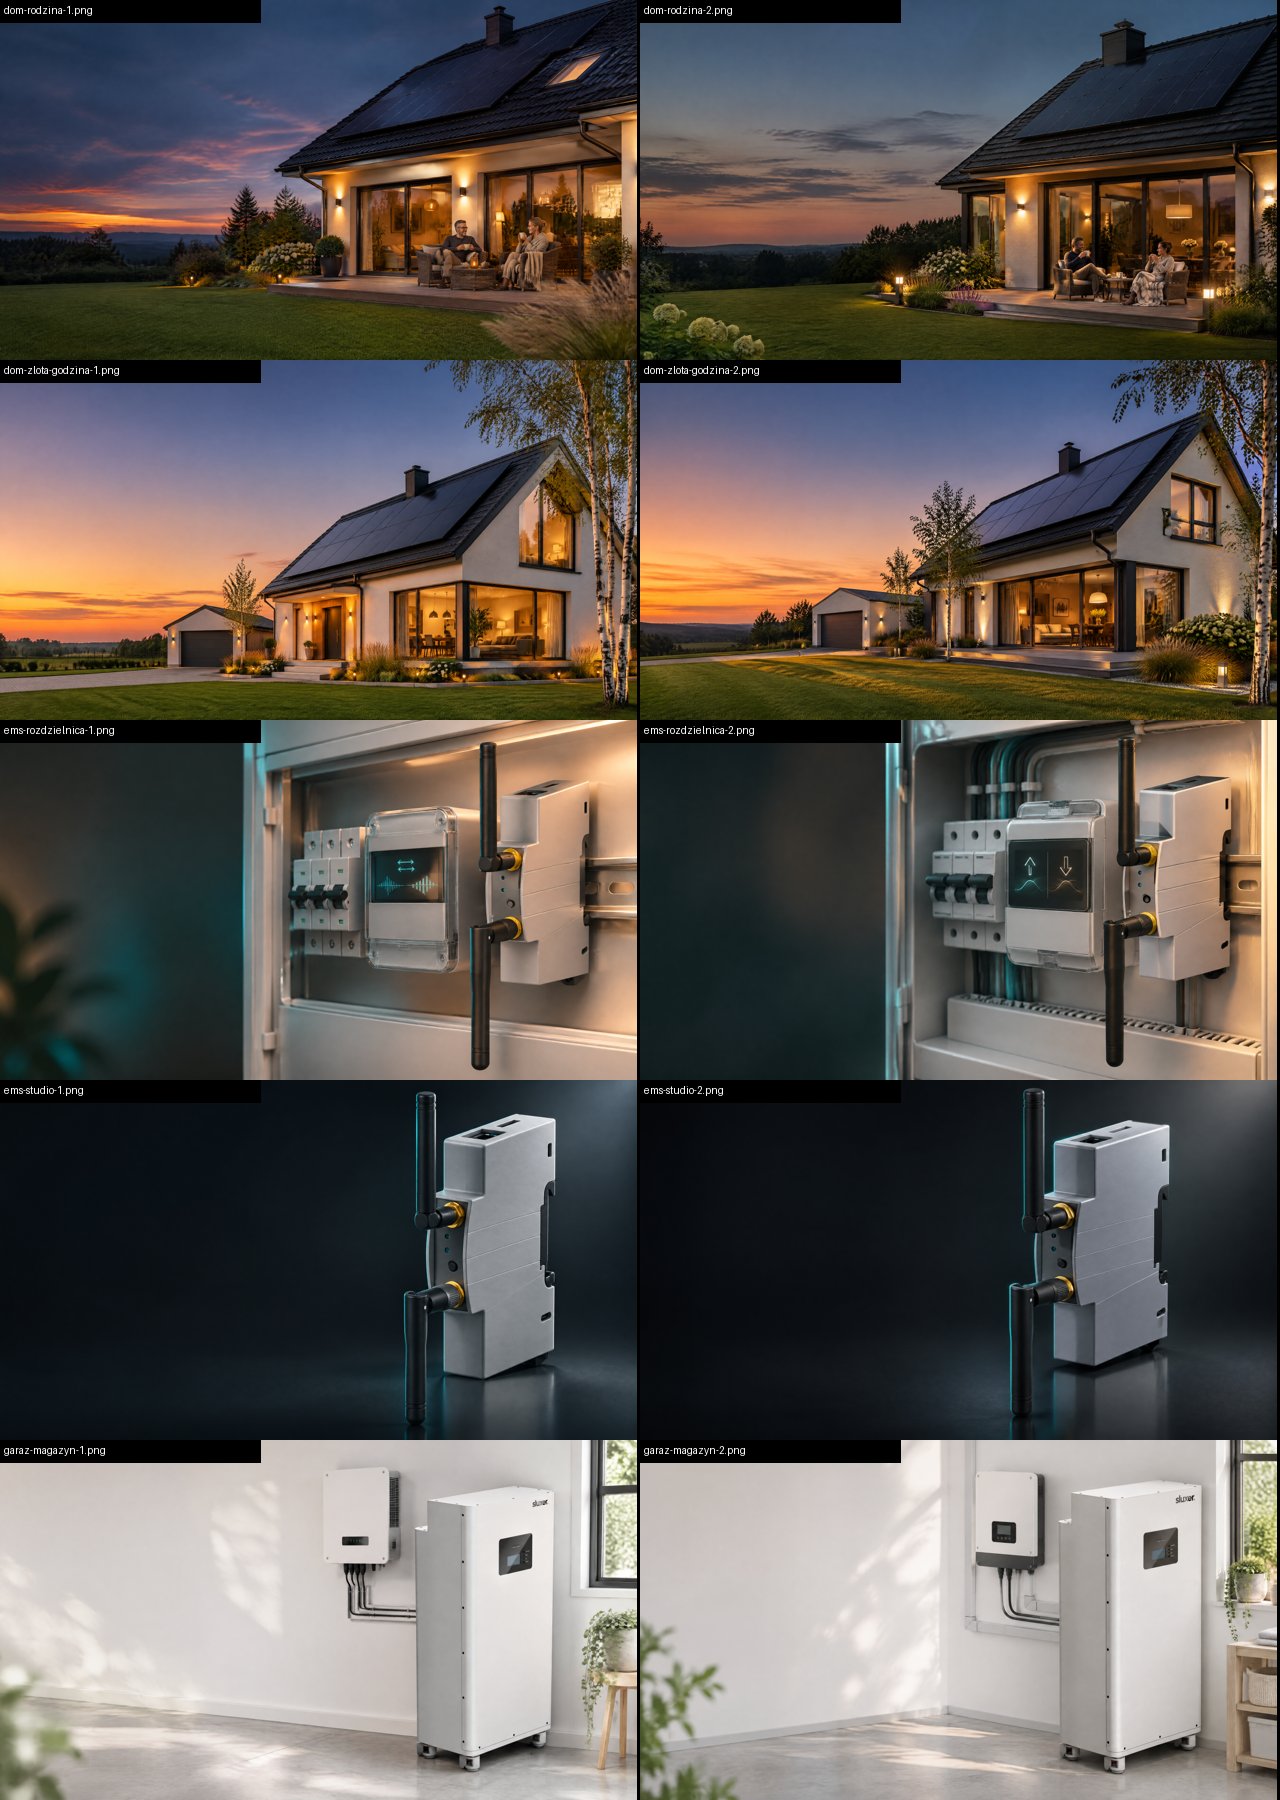 dom-rodzina-1.png
dom-rodzina-2.png
dom-zlota-godzina-1.png
dom-zlota-godzina-2.png
ems-rozdzielnica-1.png
ems-rozdzielnica-2.png
ems-studio-1.png
ems-studio-2.png
garaz-magazyn-1.png
garaz-magazyn-2.png
sluxer
sluxer